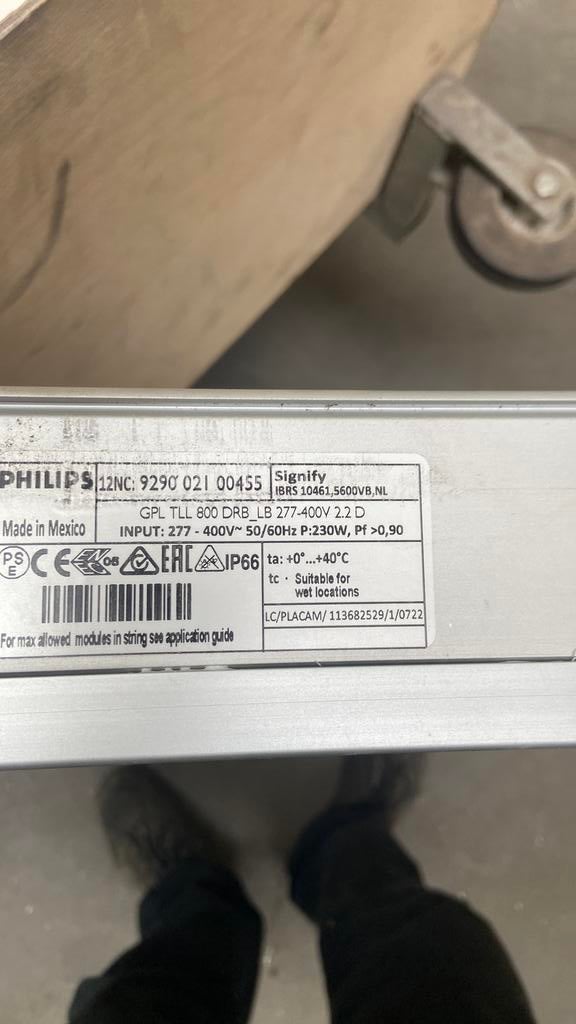 PHILIPS
12NC: 9290 021 00455
Signify
IBRS 10461,5600VB,NL
Made in Mexico
GPL TLL 800 DRB_LB 277-400V 2.2 D
INPUT: 277 - 400V~ 50/60Hz P:230W, Pf >0,90
PS
E
CE
05
EAC
IP66
ta: +0°...+40°C
tc · Suitable for
wet locations
LC/PLACAM/ 113682529/1/0722
For max allowed modules in string see application guide